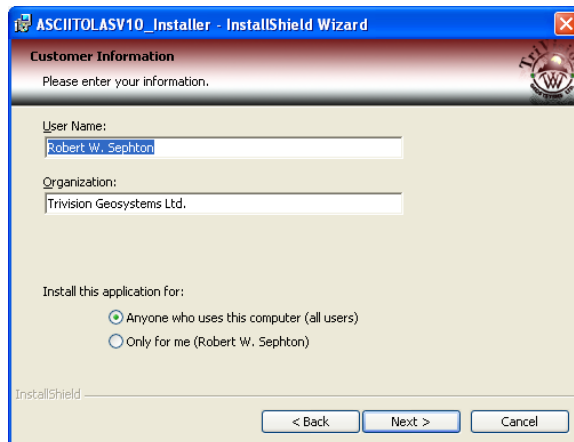 ASCIITOLASV10_Installer - InstallShield Wizard
Customer Information
Please enter your information.
User Name:
Robert W. Sephton
Organization:
Trivision Geosystems Ltd.
Install this application for:
Anyone who uses this computer (all users)
Only for me (Robert W. Sephton)
InstallShield
< Back Next > Cancel